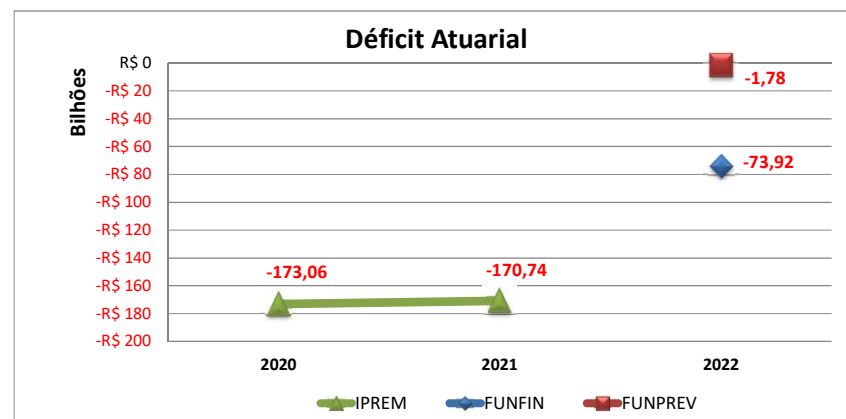 Déficit Atuarial
Bilhões
R$ 0
-R$ 20
-R$ 40
-R$ 60
-R$ 80
-R$ 100
-R$ 120
-R$ 140
-R$ 160
-R$ 180
-R$ 200
-1,78
-73,92
-173,06
-170,74
2020 2021 2022
IPREM FUNFIN FUNPREV